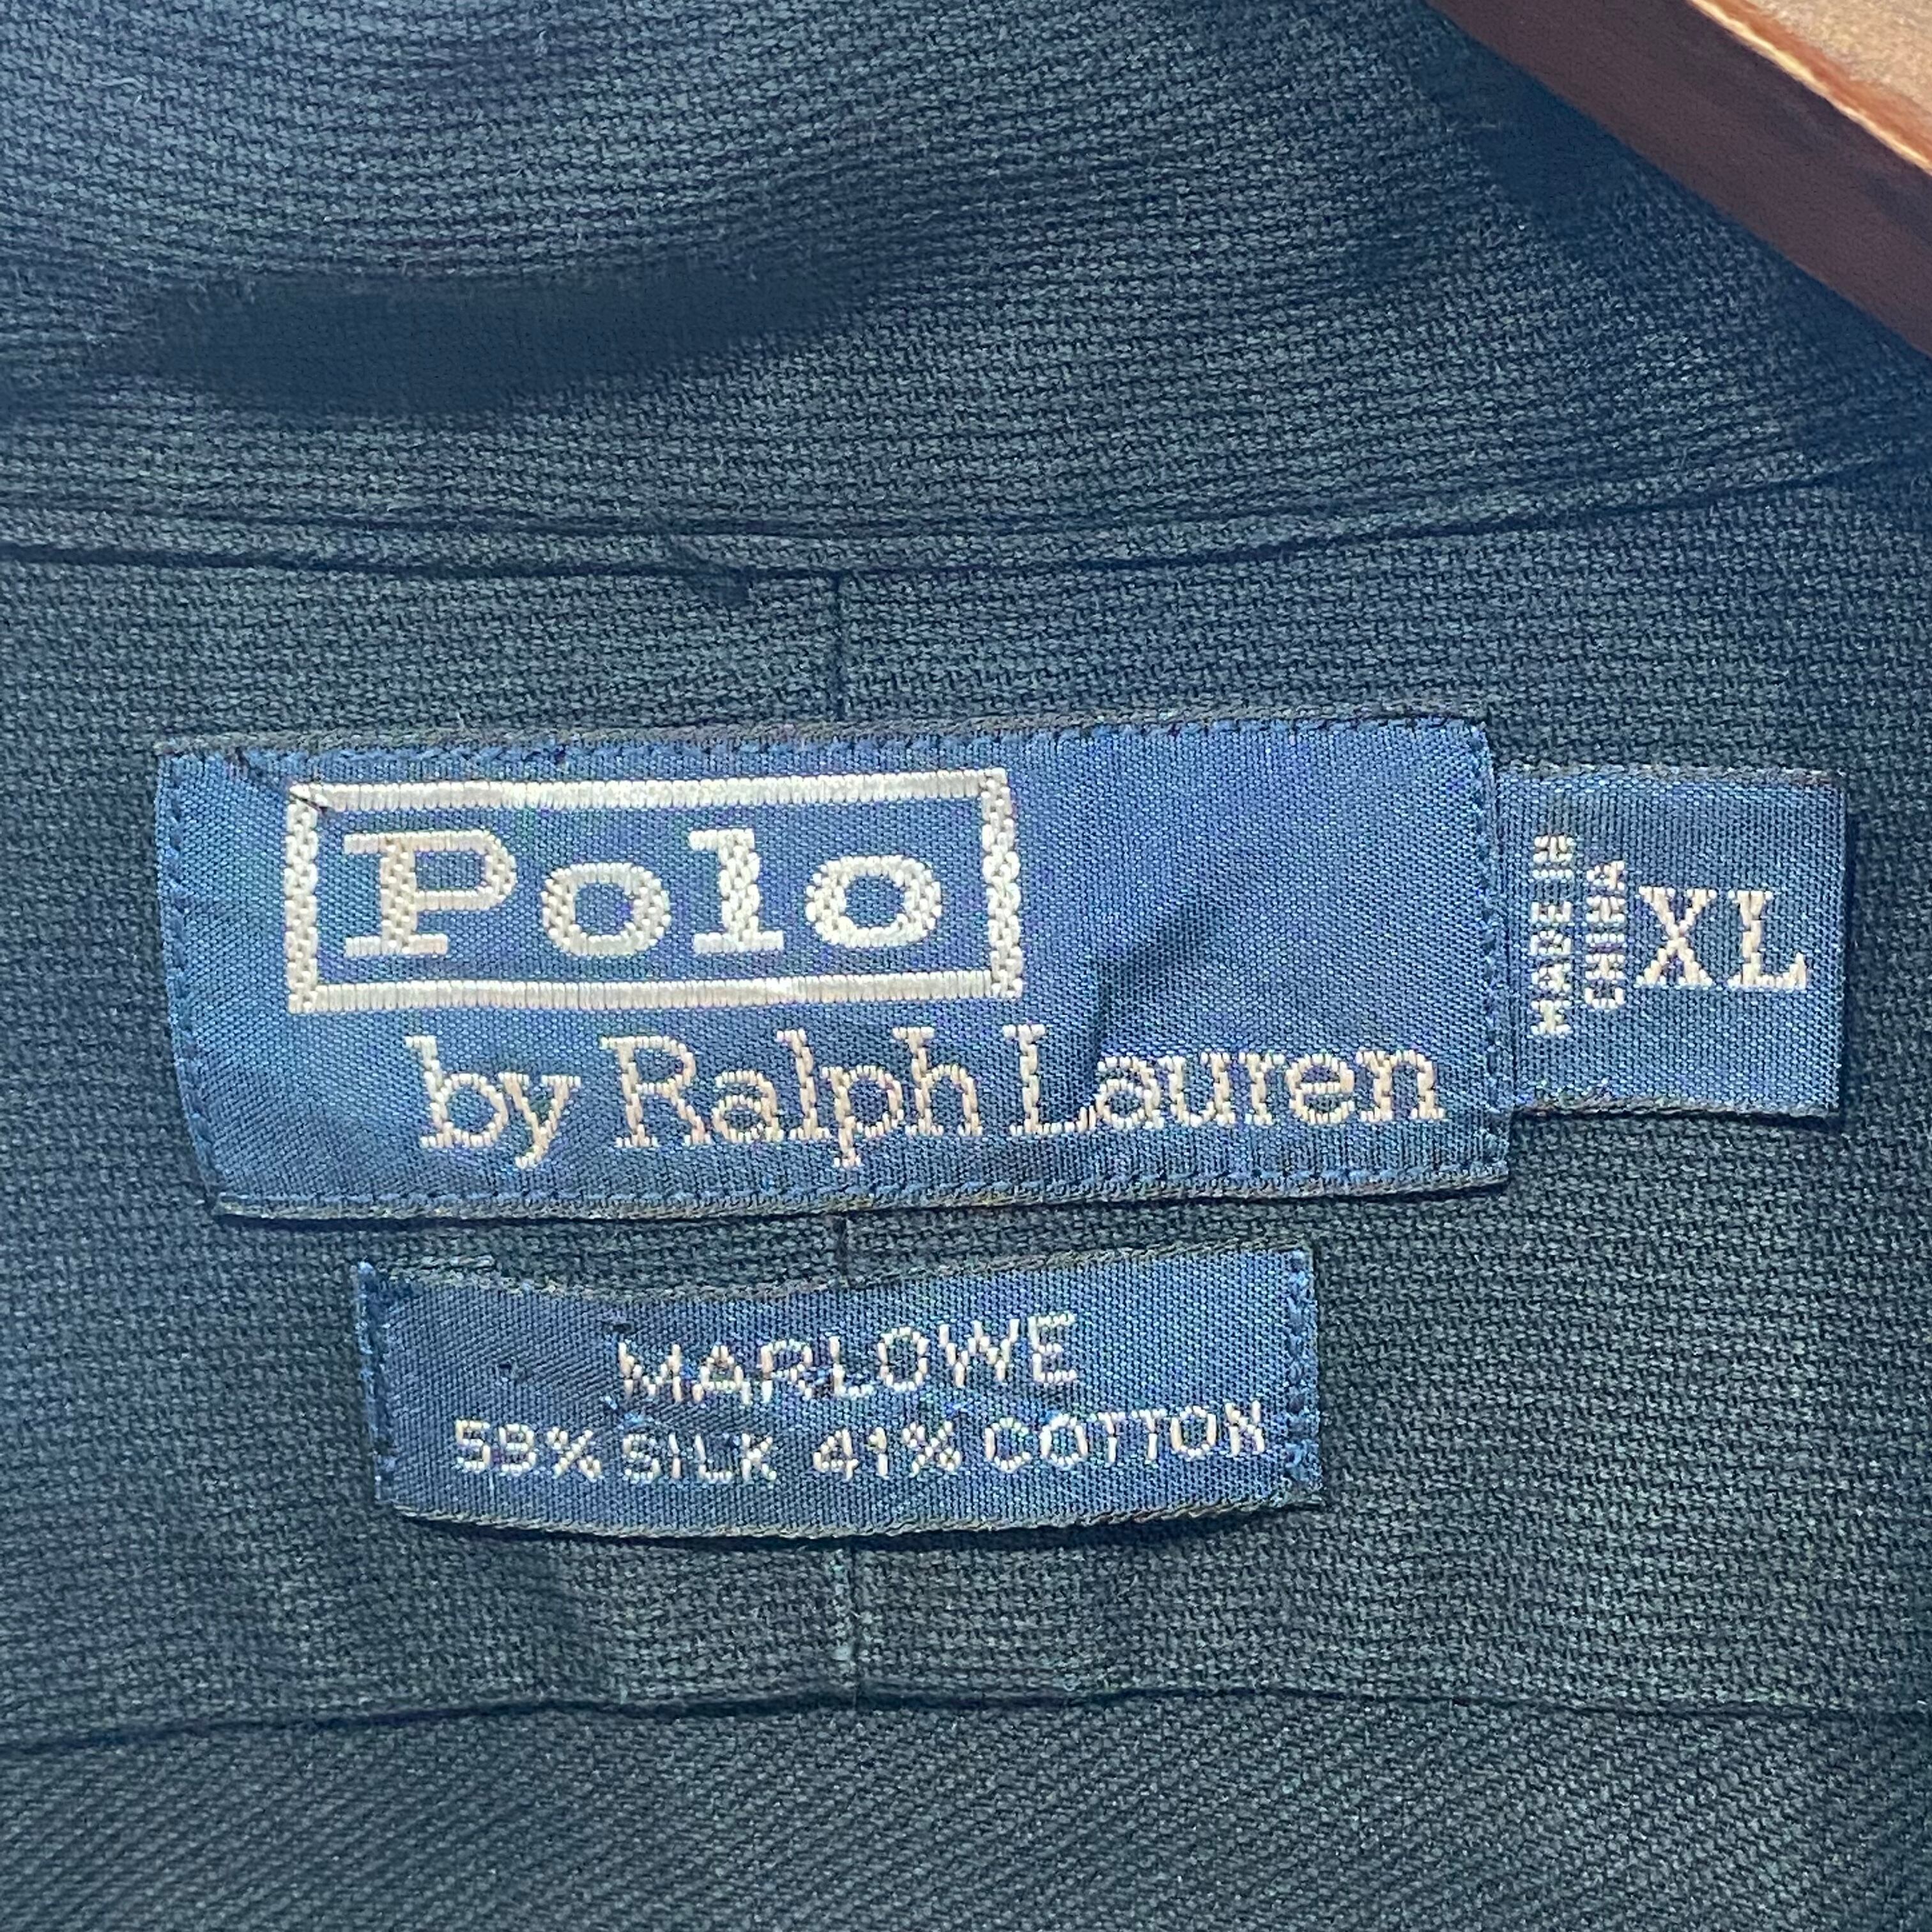 Polo
by Ralph Lauren
MADE IN
CHINA
XL
MARLOWE
59% SILK 41% COTTON